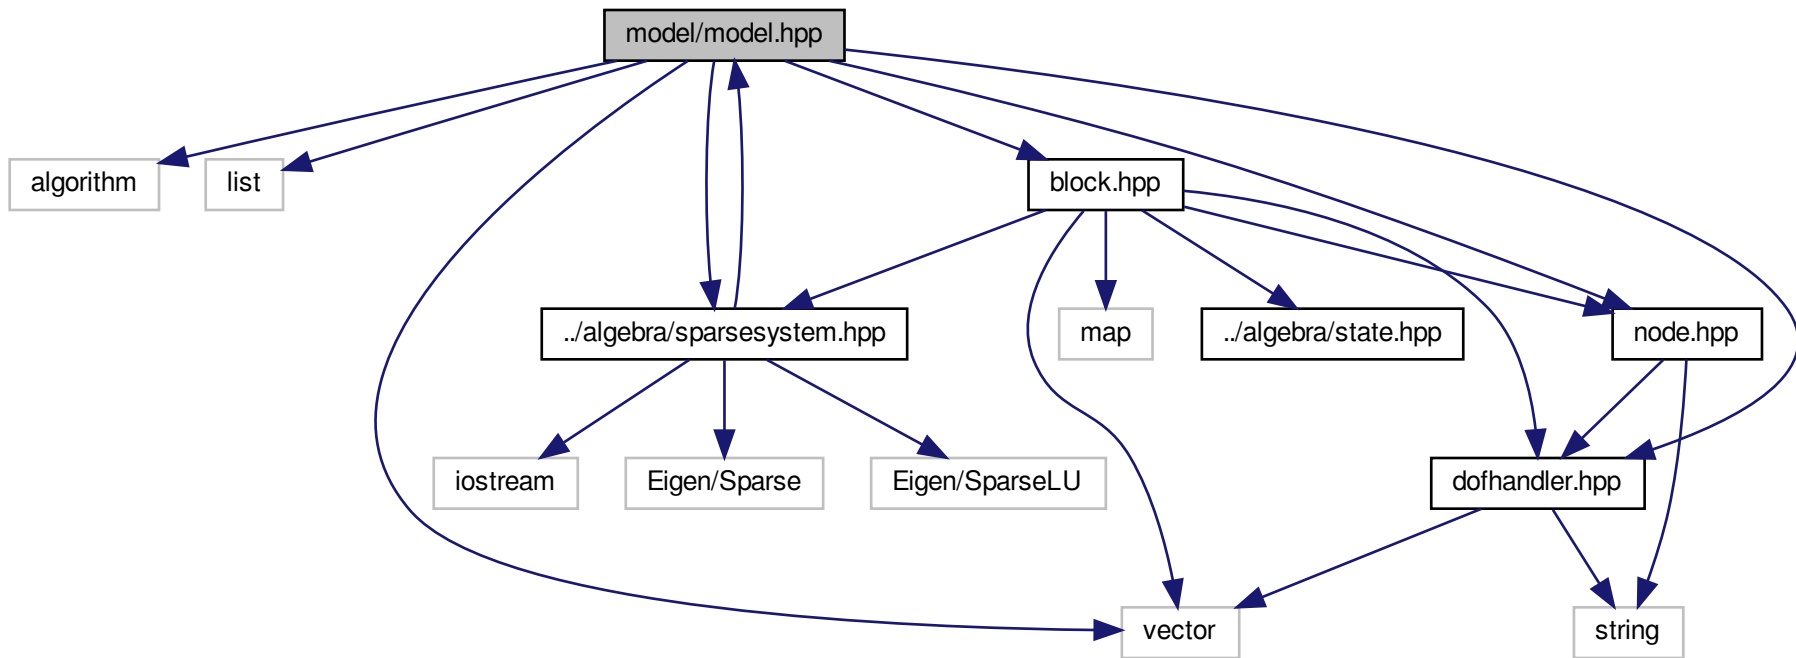 model/model.hpp
algorithm
list
block.hpp
../algebra/sparsesystem.hpp
map
../algebra/state.hpp
node.hpp
iostream
Eigen/Sparse
Eigen/SparseLU
dofhandler.hpp
vector
string